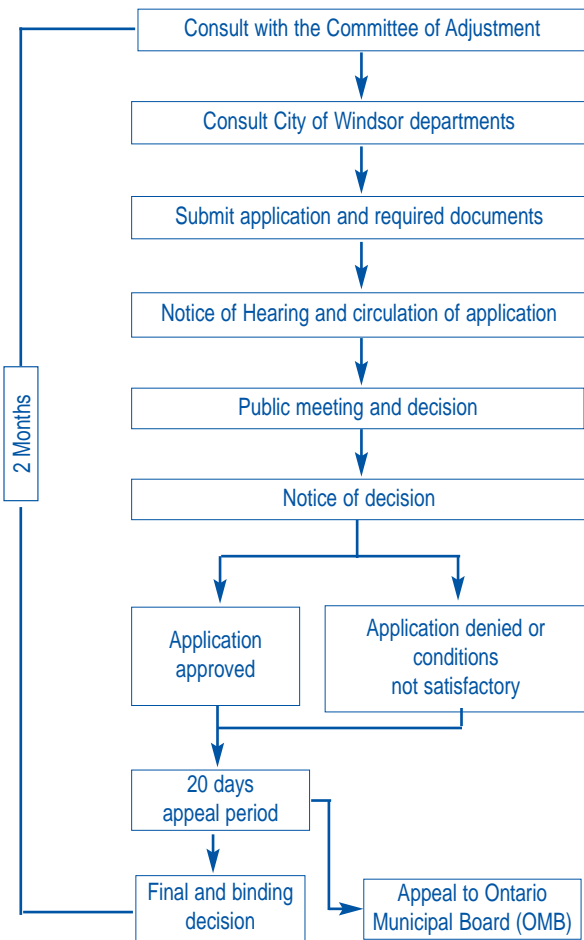 Consult with the Committee of Adjustment
Consult City of Windsor departments
Submit application and required documents
Notice of Hearing and circulation of application
2 Months
Public meeting and decision
Notice of decision
Application
approved
Application denied or
conditions
not satisfactory
20 days
appeal period
Final and binding
decision
Appeal to Ontario
Municipal Board (OMB)